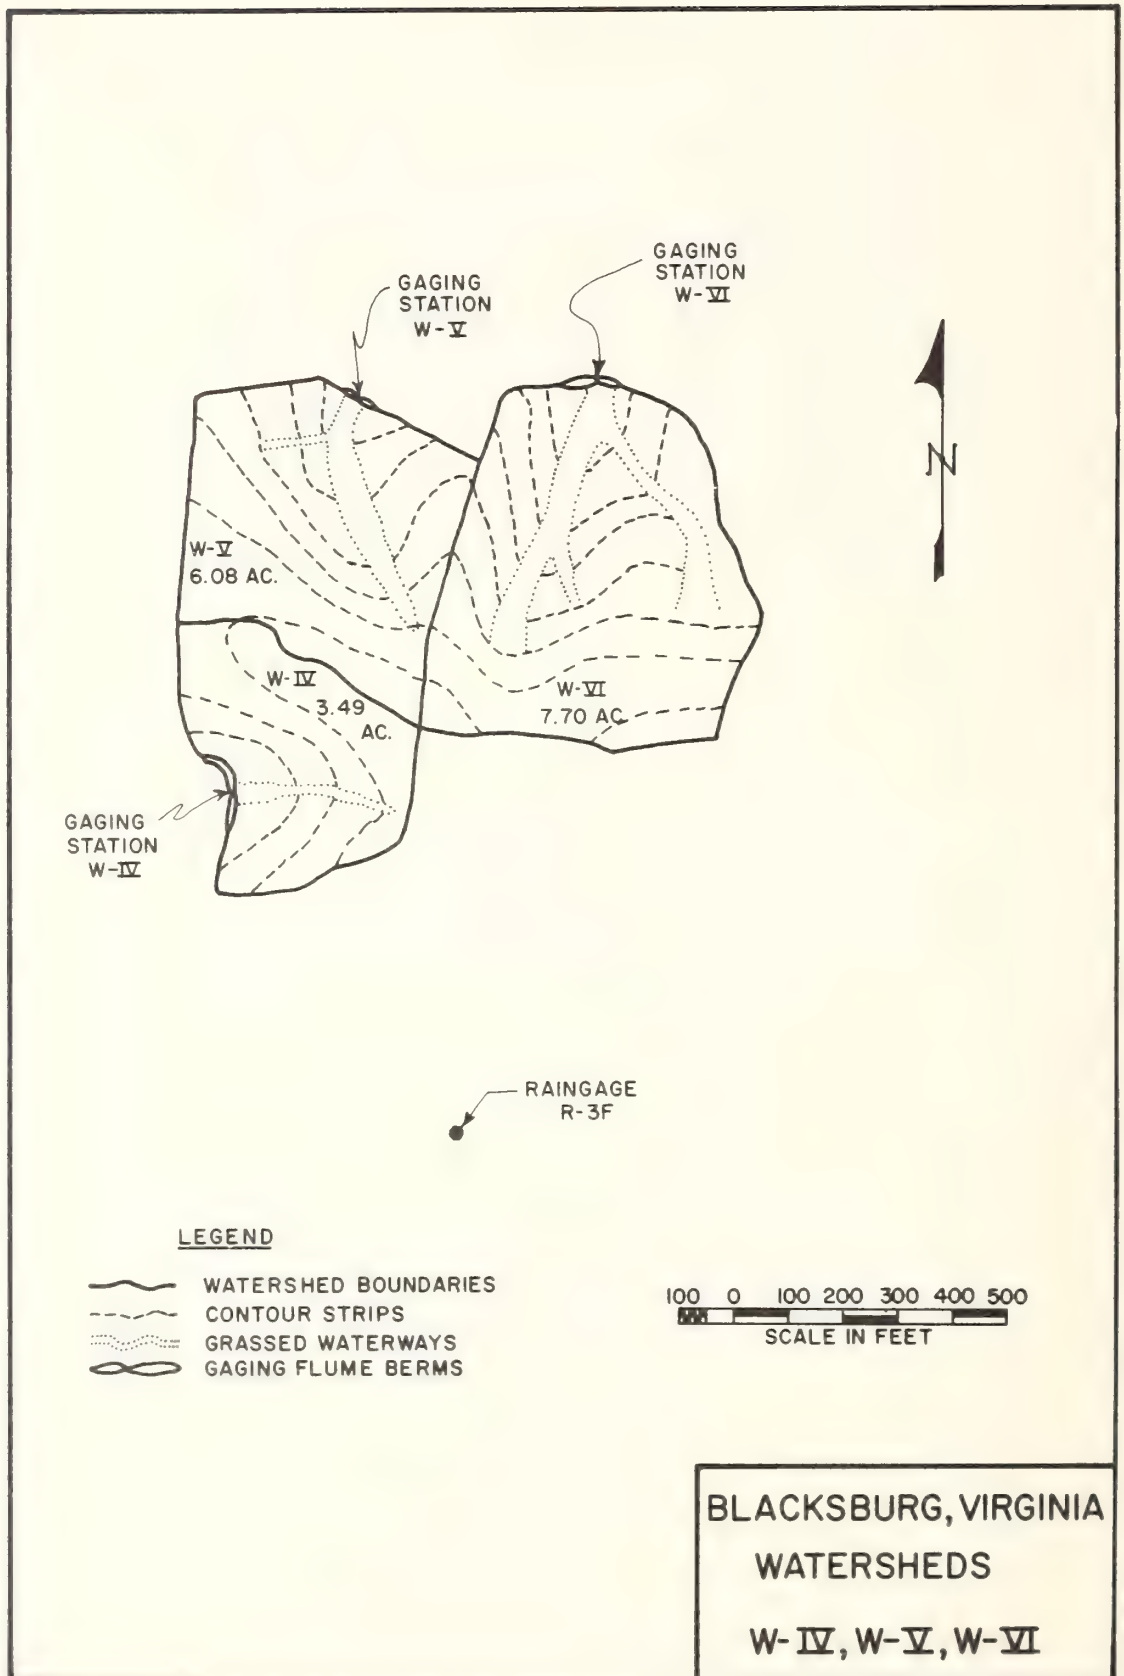 GAGING
STATION
W-VI
GAGING
STATION
W-V
N
W-V
6.08 AC.
W-IV
3.49
AC.
W-VI
7.70 AC.
GAGING
STATION
W-IV
RAINGAGE
R-3F
LEGEND
WATERSHED BOUNDARIES
CONTOUR STRIPS
GRASSED WATERWAYS
GAGING FLUME BERMS
100 0 100 200 300 400 500
SCALE IN FEET
BLACKSBURG, VIRGINIA
WATERSHEDS
W-IV, W-V, W-VI